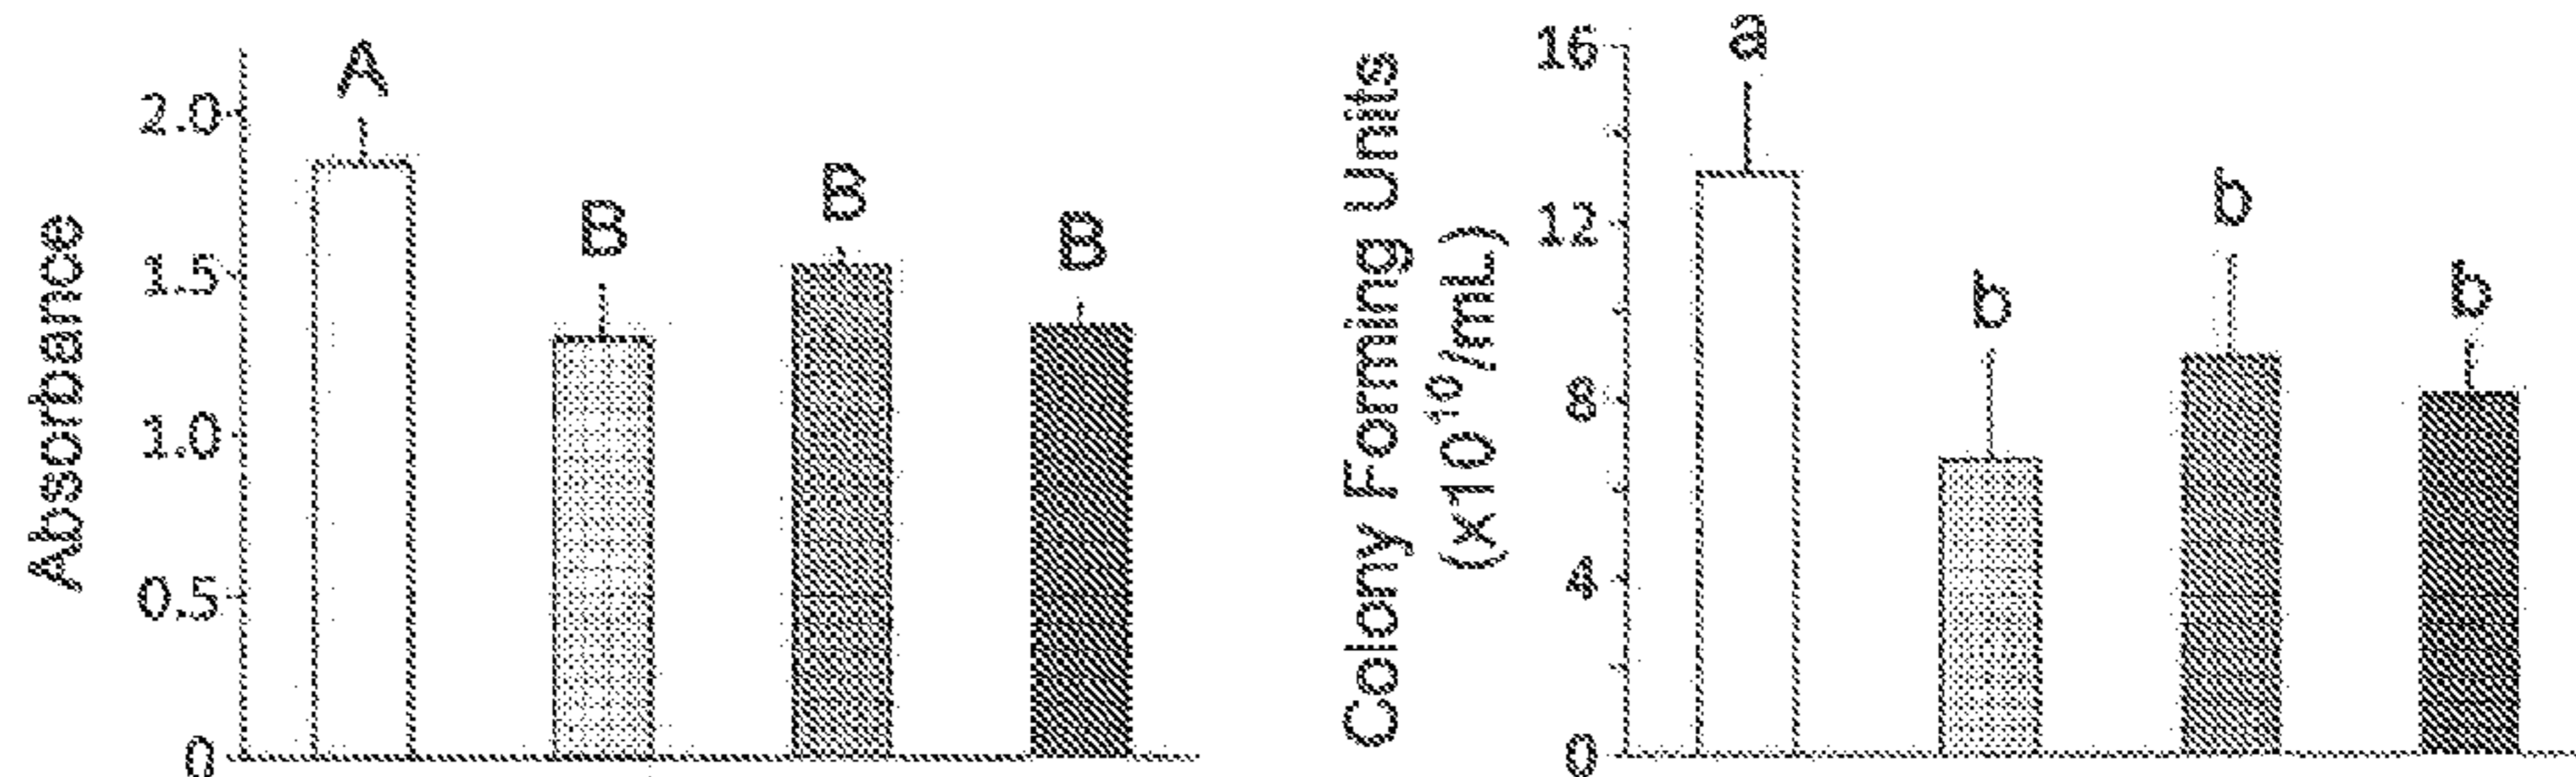 Absorbance
2.0
1.5
1.0
0.5
0
A
B
B
B
Colony Forming Units
(x10¹⁰/mL)
16
12
8
4
0
a
b
b
b